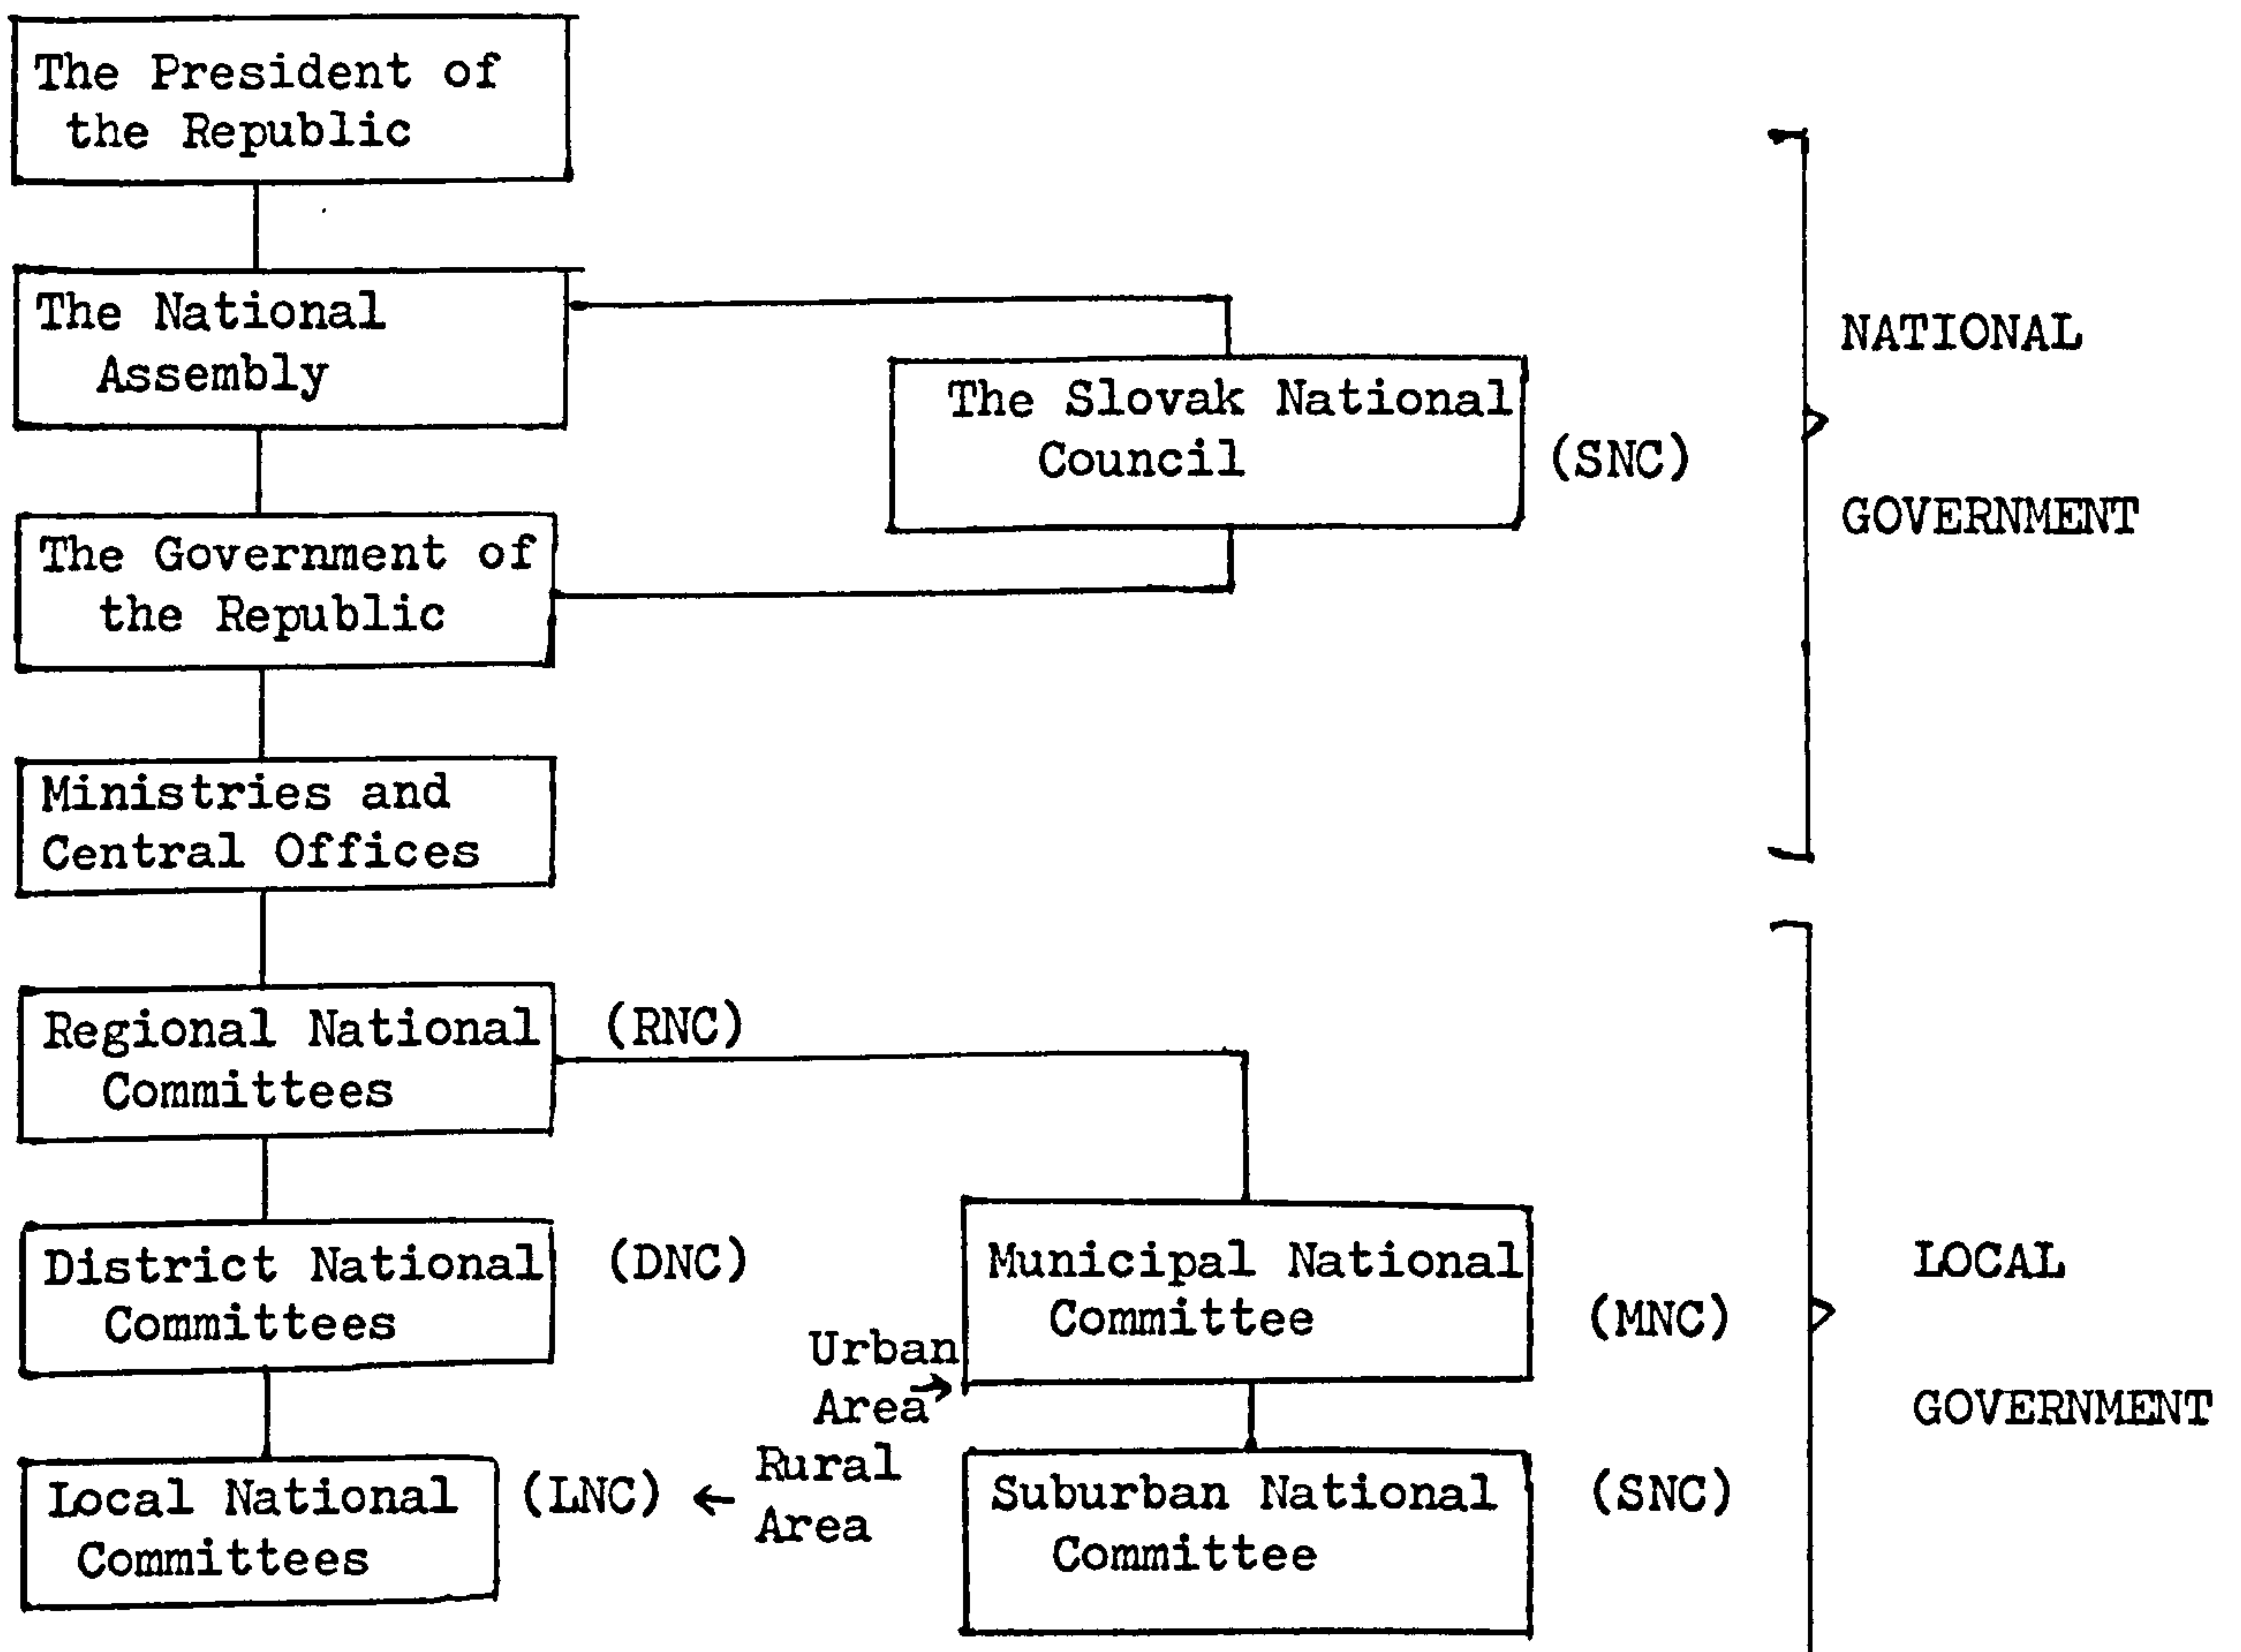 The President of
the Republic
The National
Assembly
The Slovak National
Council
(SNC)
NATIONAL
GOVERNMENT
The Government of
the Republic
Ministries and
Central Offices
Regional National
Committees
(RNC)
District National
Committees
(DNC)
Municipal National
Committee
(MNC)
Urban
Area
LOCAL
GOVERNMENT
Local National
Committees
(LNC)
←
Rural
Area
Suburban National
Committee
(SNC)